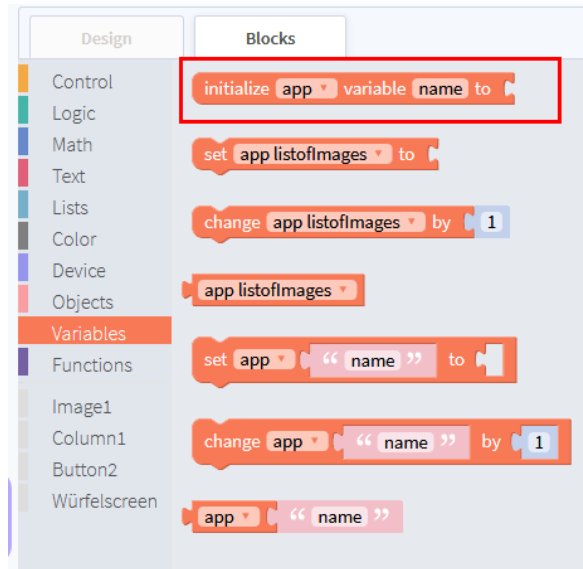 Design
Blocks
Control
Logic
Math
Text
Lists
Color
Device
Objects
Variables
Functions
Image1
Column1
Button2
Würfelscreen
initialize app variable name to
set app listofImages to
change app listofImages by 1
app listofImages
set app “ name ” to
change app “ name ” by 1
app “ name ”